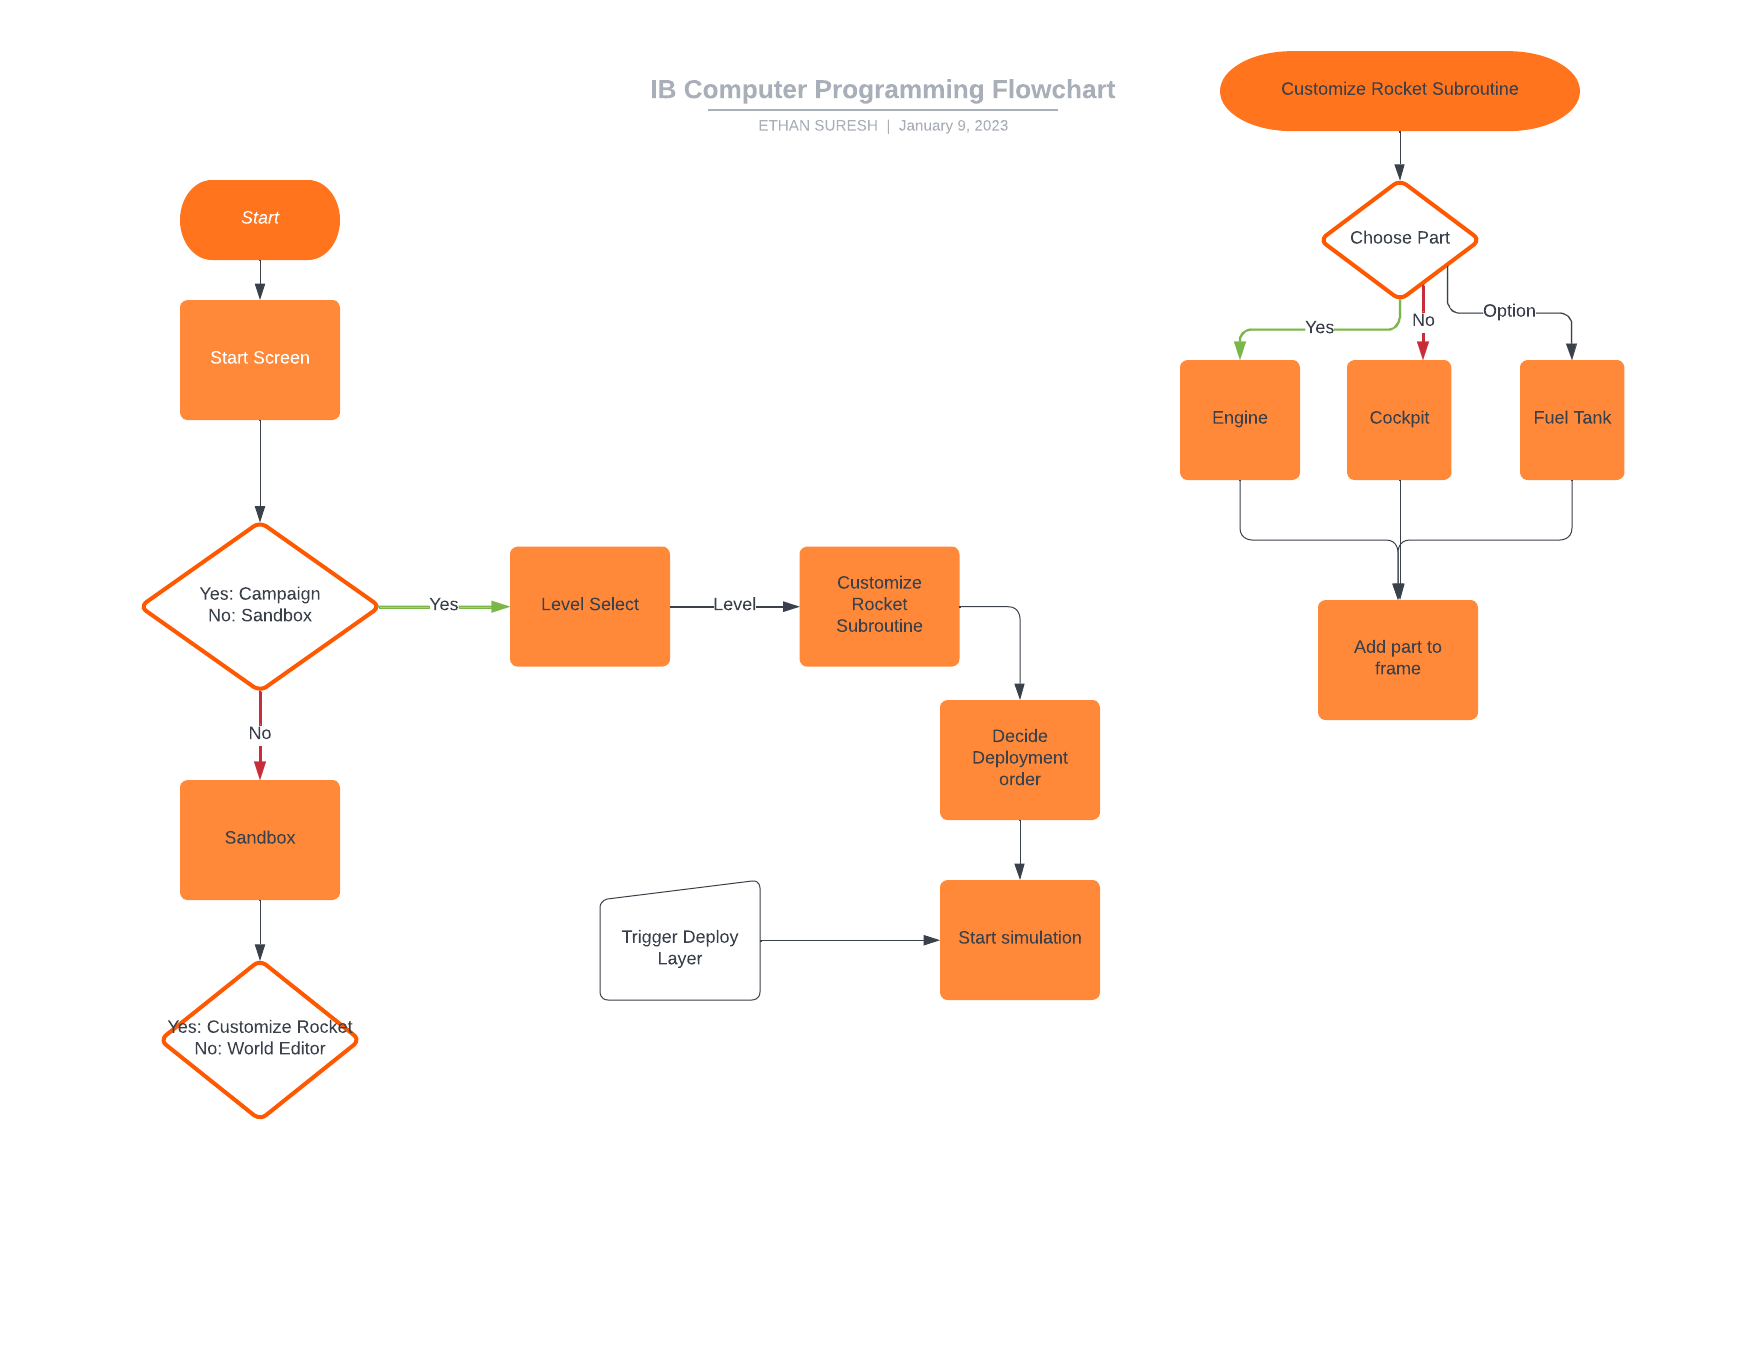 IB Computer Programming Flowchart
ETHAN SURESH | January 9, 2023
Start
Start Screen
Yes: Campaign
No: Sandbox
Yes
Level Select
Level
Customize
Rocket
Subroutine
Decide
Deployment
order
Start simulation
Trigger Deploy
Layer
No
Sandbox
Yes: Customize Rocket
No: World Editor
Customize Rocket Subroutine
Choose Part
Yes
No
Option
Engine
Cockpit
Fuel Tank
Add part to
frame